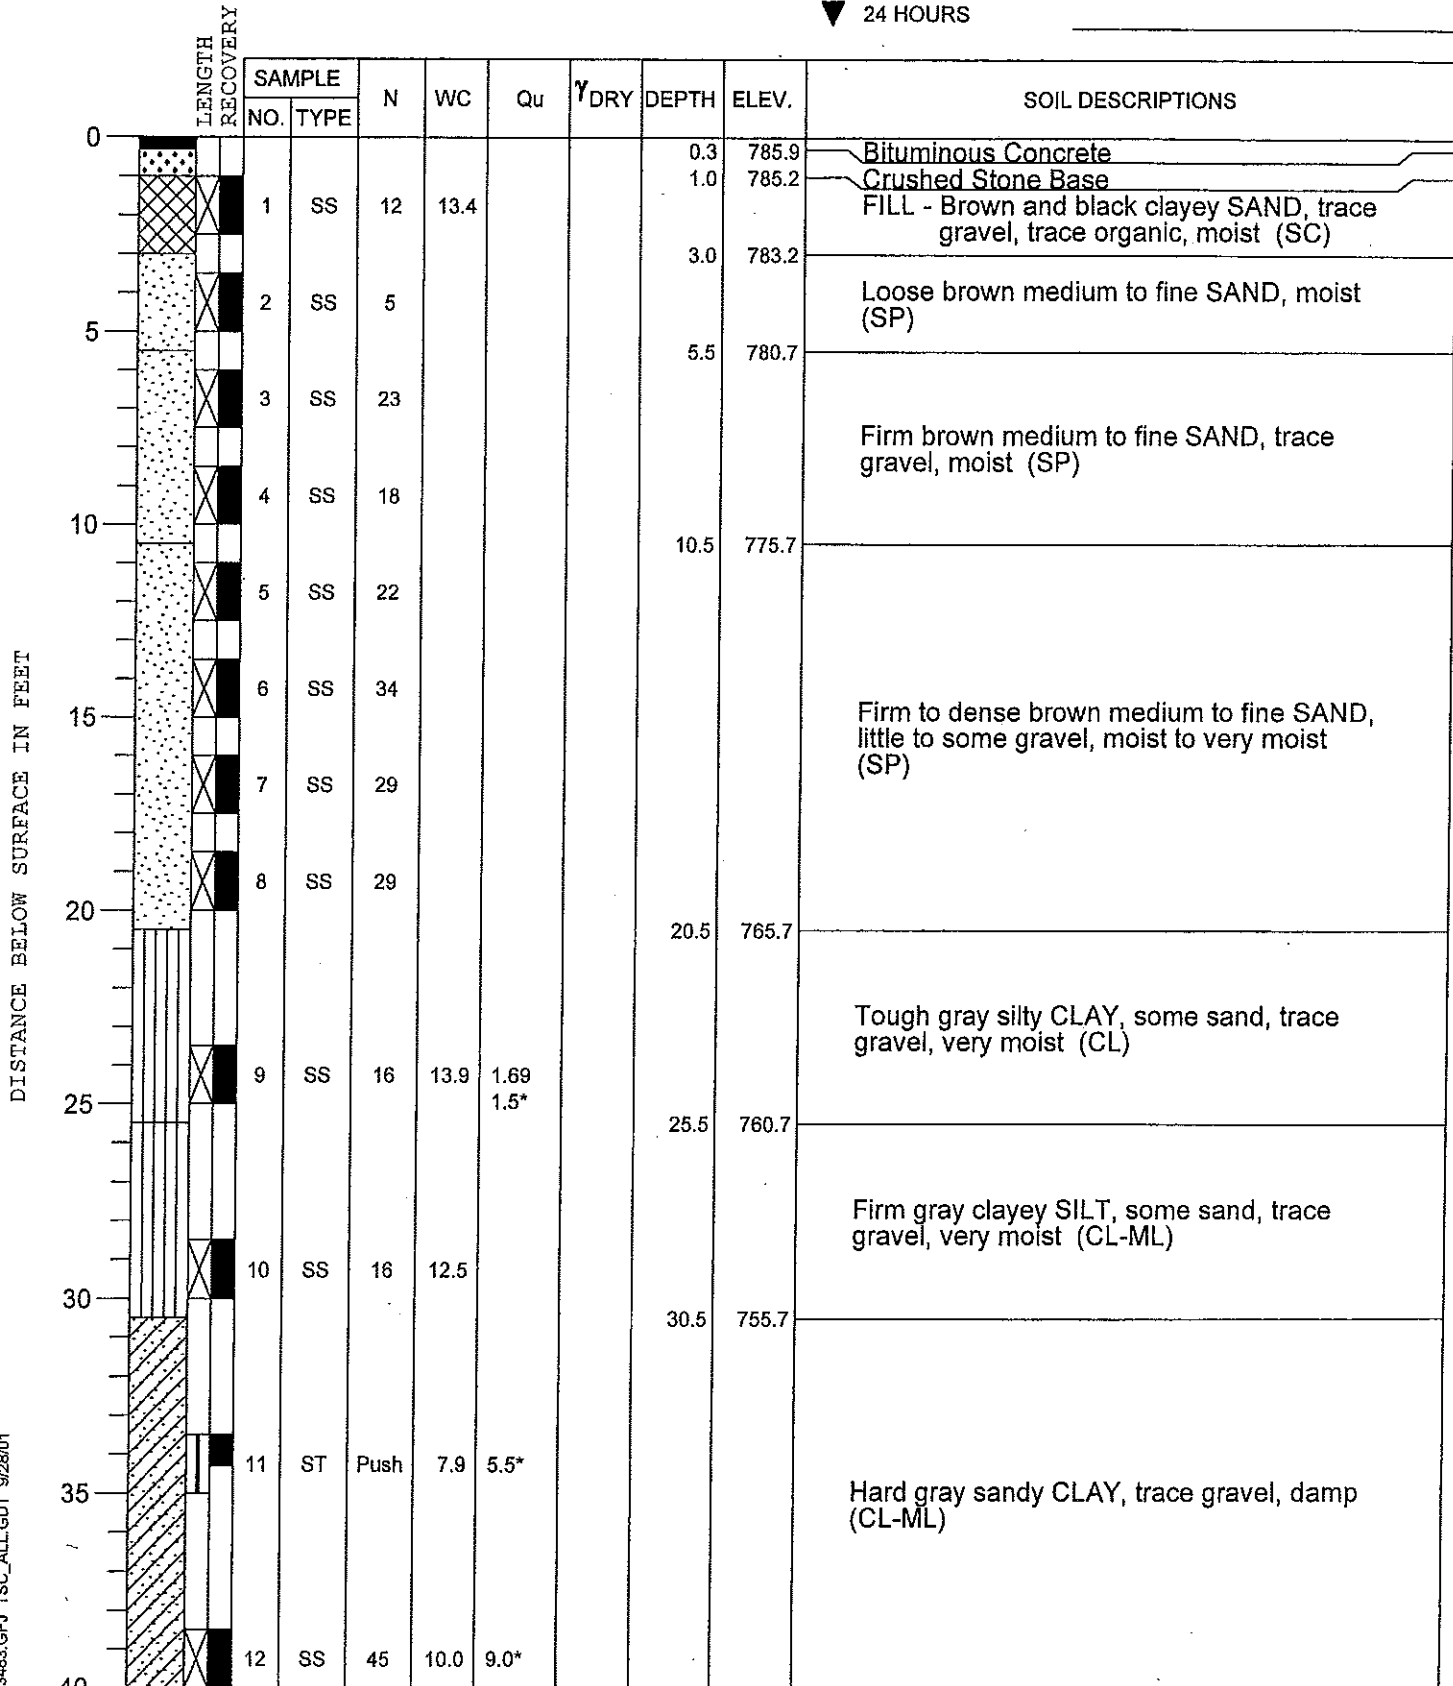 ▼ 24 HOURS
LENGTH
RECOVERY
SAMPLE
NO. TYPE N WC Qu γDRY DEPTH ELEV. SOIL DESCRIPTIONS
0
0.3 785.9 Bituminous Concrete
1.0 785.2 Crushed Stone Base
1 SS 12 13.4 FILL - Brown and black clayey SAND, trace
gravel, trace organic, moist (SC)
3.0 783.2
2 SS 5 Loose brown medium to fine SAND, moist
(SP)
5
5.5 780.7
3 SS 23
Firm brown medium to fine SAND, trace
gravel, moist (SP)
4 SS 18
10
10.5 775.7
5 SS 22
6 SS 34
15 Firm to dense brown medium to fine SAND,
little to some gravel, moist to very moist
(SP)
7 SS 29
8 SS 29
20
20.5 765.7
Tough gray silty CLAY, some sand, trace
gravel, very moist (CL)
9 SS 16 13.9 1.69
1.5*
25
25.5 760.7
Firm gray clayey SILT, some sand, trace
gravel, very moist (CL-ML)
10 SS 16 12.5
30
30.5 755.7
11 ST Push 7.9 5.5*
35 Hard gray sandy CLAY, trace gravel, damp
(CL-ML)
12 SS 45 10.0 9.0*
40
DISTANCE BELOW SURFACE IN FEET
3483.GPJ TSC_ALL.GDT 9/28/01